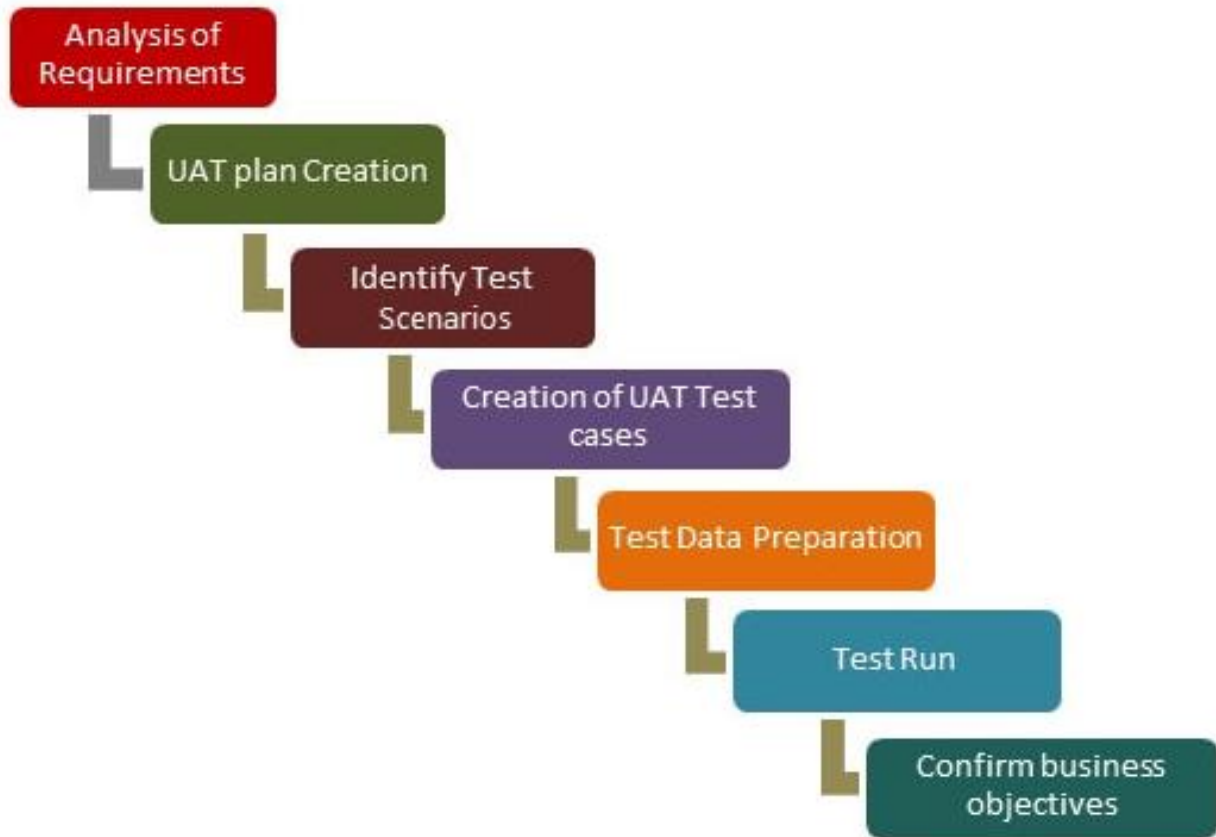 Analysis of
Requirements
UAT plan Creation
Identify Test
Scenarios
Creation of UAT Test
cases
Test Data Preparation
Test Run
Confirm business
objectives